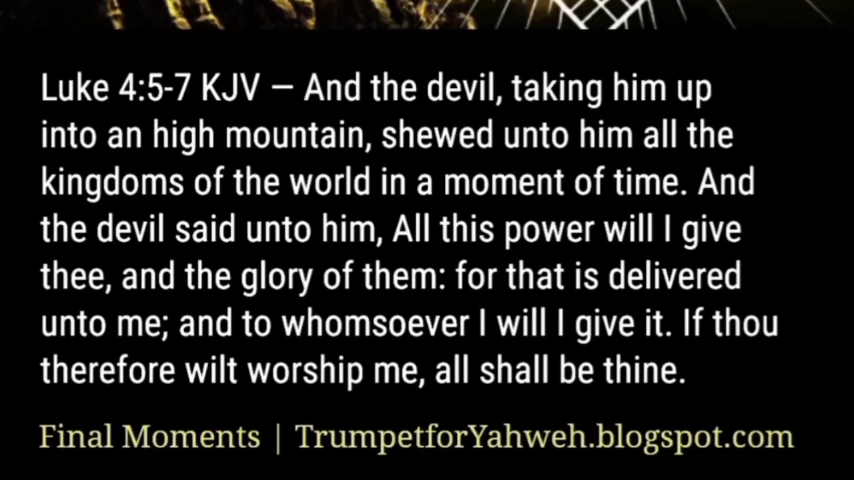 Luke 4:5-7 KJV — And the devil, taking him up
into an high mountain, shewed unto him all the
kingdoms of the world in a moment of time. And
the devil said unto him, All this power will I give
thee, and the glory of them: for that is delivered
unto me; and to whomsoever I will I give it. If thou
therefore wilt worship me, all shall be thine.
Final Moments | TrumpetforYahweh.blogspot.com